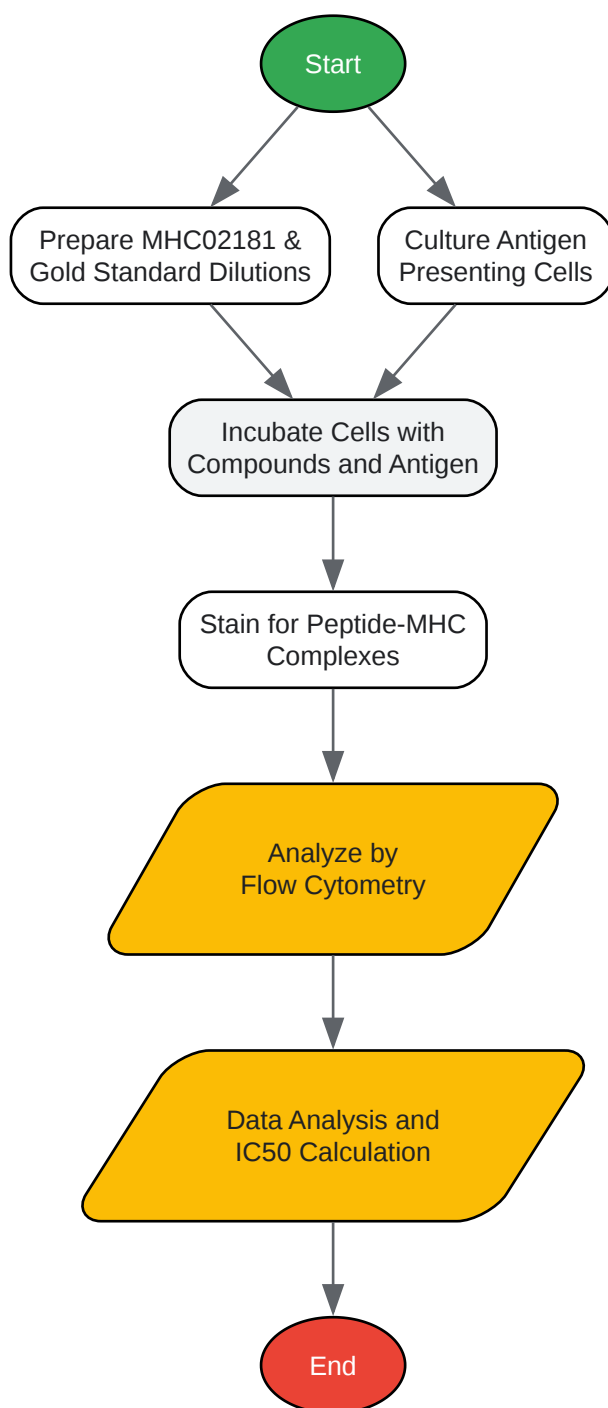 Start
Prepare MHC02181 &
Gold Standard Dilutions
Culture Antigen
Presenting Cells
Incubate Cells with
Compounds and Antigen
Stain for Peptide-MHC
Complexes
Analyze by
Flow Cytometry
Data Analysis and
IC50 Calculation
End